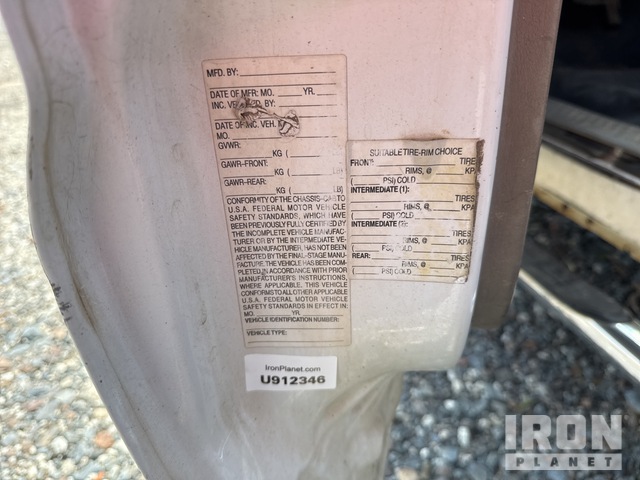 MFD. BY:
DATE OF MFR: MO. YR.
INC. VEH. MFD. BY:
DATE OF INC. VEH. MFD.
MO.
GVWR:
KG (
GAWR-FRONT:
KG ( LB)
GAWR-REAR:
KG ( LB)
CONFORMITY OF THE CHASSIS-CAB TO
U.S.A. FEDERAL MOTOR VEHICLE
SAFETY STANDARDS, WHICH HAVE
BEEN PREVIOUSLY FULLY CERTIFIED BY
THE INCOMPLETE VEHICLE MANUFAC-
TURER OR BY THE INTERMEDIATE VE-
HICLE MANUFACTURER, HAS NOT BEEN
AFFECTED BY THE FINAL-STAGE MANU-
FACTURE. THE VEHICLE HAS BEEN COM-
PLETED IN ACCORDANCE WITH PRIOR
MANUFACTURER'S INSTRUCTIONS,
WHERE APPLICABLE. THIS VEHICLE
CONFORMS TO ALL OTHER APPLICABLE
U.S.A. FEDERAL MOTOR VEHICLE
SAFETY STANDARDS IN EFFECT IN:
MO. YR.
VEHICLE IDENTIFICATION NUMBER:
VEHICLE TYPE:
SUITABLE TIRE-RIM CHOICE
FRONT: TIRES
RIMS, @ KPA
( PSI) COLD
INTERMEDIATE (1):
TIRES
RIMS, @ KPA
( PSI) COLD
INTERMEDIATE (2):
TIRES
RIMS, @ KPA
( PSI) COLD
REAR: TIRES
RIMS, @ KPA
( PSI) COLD
IronPlanet.com
U912346
IRON
PLANET